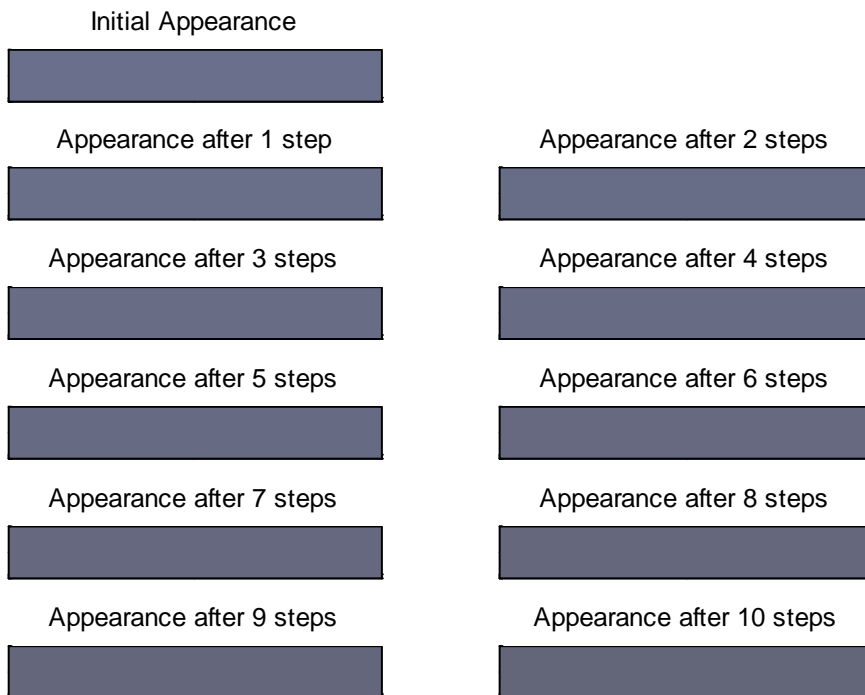 Initial Appearance
Appearance after 1 step
Appearance after 2 steps
Appearance after 3 steps
Appearance after 4 steps
Appearance after 5 steps
Appearance after 6 steps
Appearance after 7 steps
Appearance after 8 steps
Appearance after 9 steps
Appearance after 10 steps